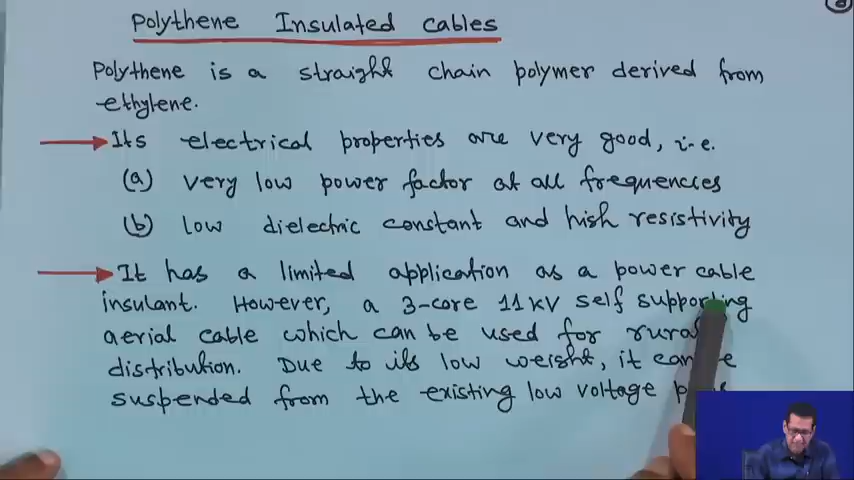 Polythene Insulated Cables
Polythene is a straight chain polymer derived from
ethylene.
Its electrical properties are very good, i.e.
(a) very low power factor at all frequencies
(b) low dielectric constant and high resistivity
It has a limited application as a power cable
insulant. However, a 3-core 11 kV self supporting
aerial cable which can be used for rural
distribution. Due to its low weight, it can
suspended from the existing low voltage